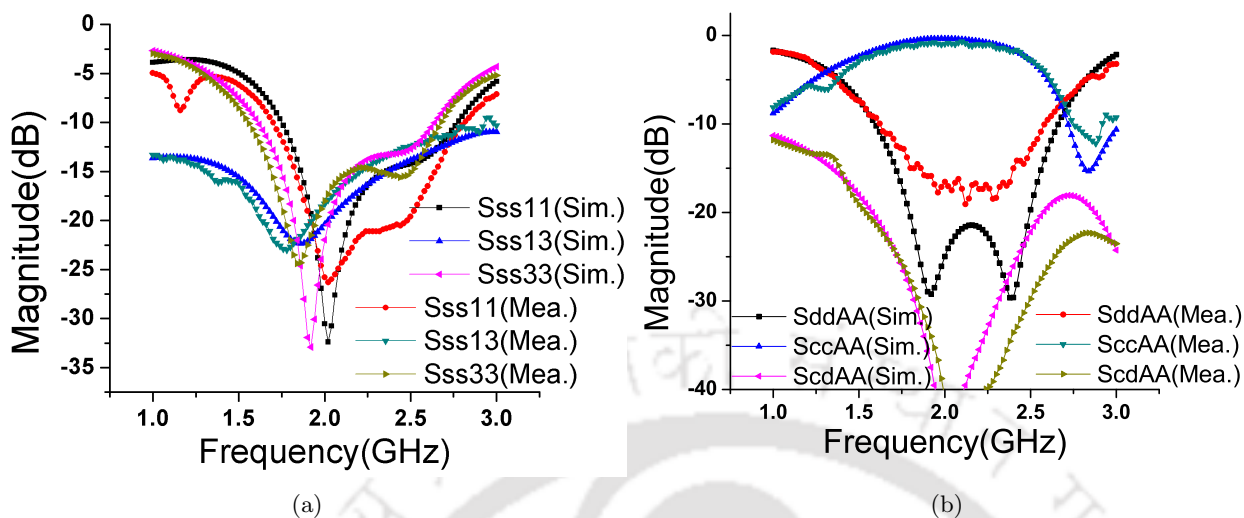 0
-5
-10
-15
-20
-25
-30
-35
Magnitude(dB)
1.0 1.5 2.0 2.5 3.0
Frequency(GHz)
Sss11(Sim.)
Sss13(Sim.)
Sss33(Sim.)
Sss11(Mea.)
Sss13(Mea.)
Sss33(Mea.)
(a)
0
-10
-20
-30
-40
Magnitude(dB)
1.0 1.5 2.0 2.5 3.0
Frequency(GHz)
SddAA(Sim.)
SccAA(Sim.)
ScdAA(Sim.)
SddAA(Mea.)
SccAA(Mea.)
ScdAA(Mea.)
(b)